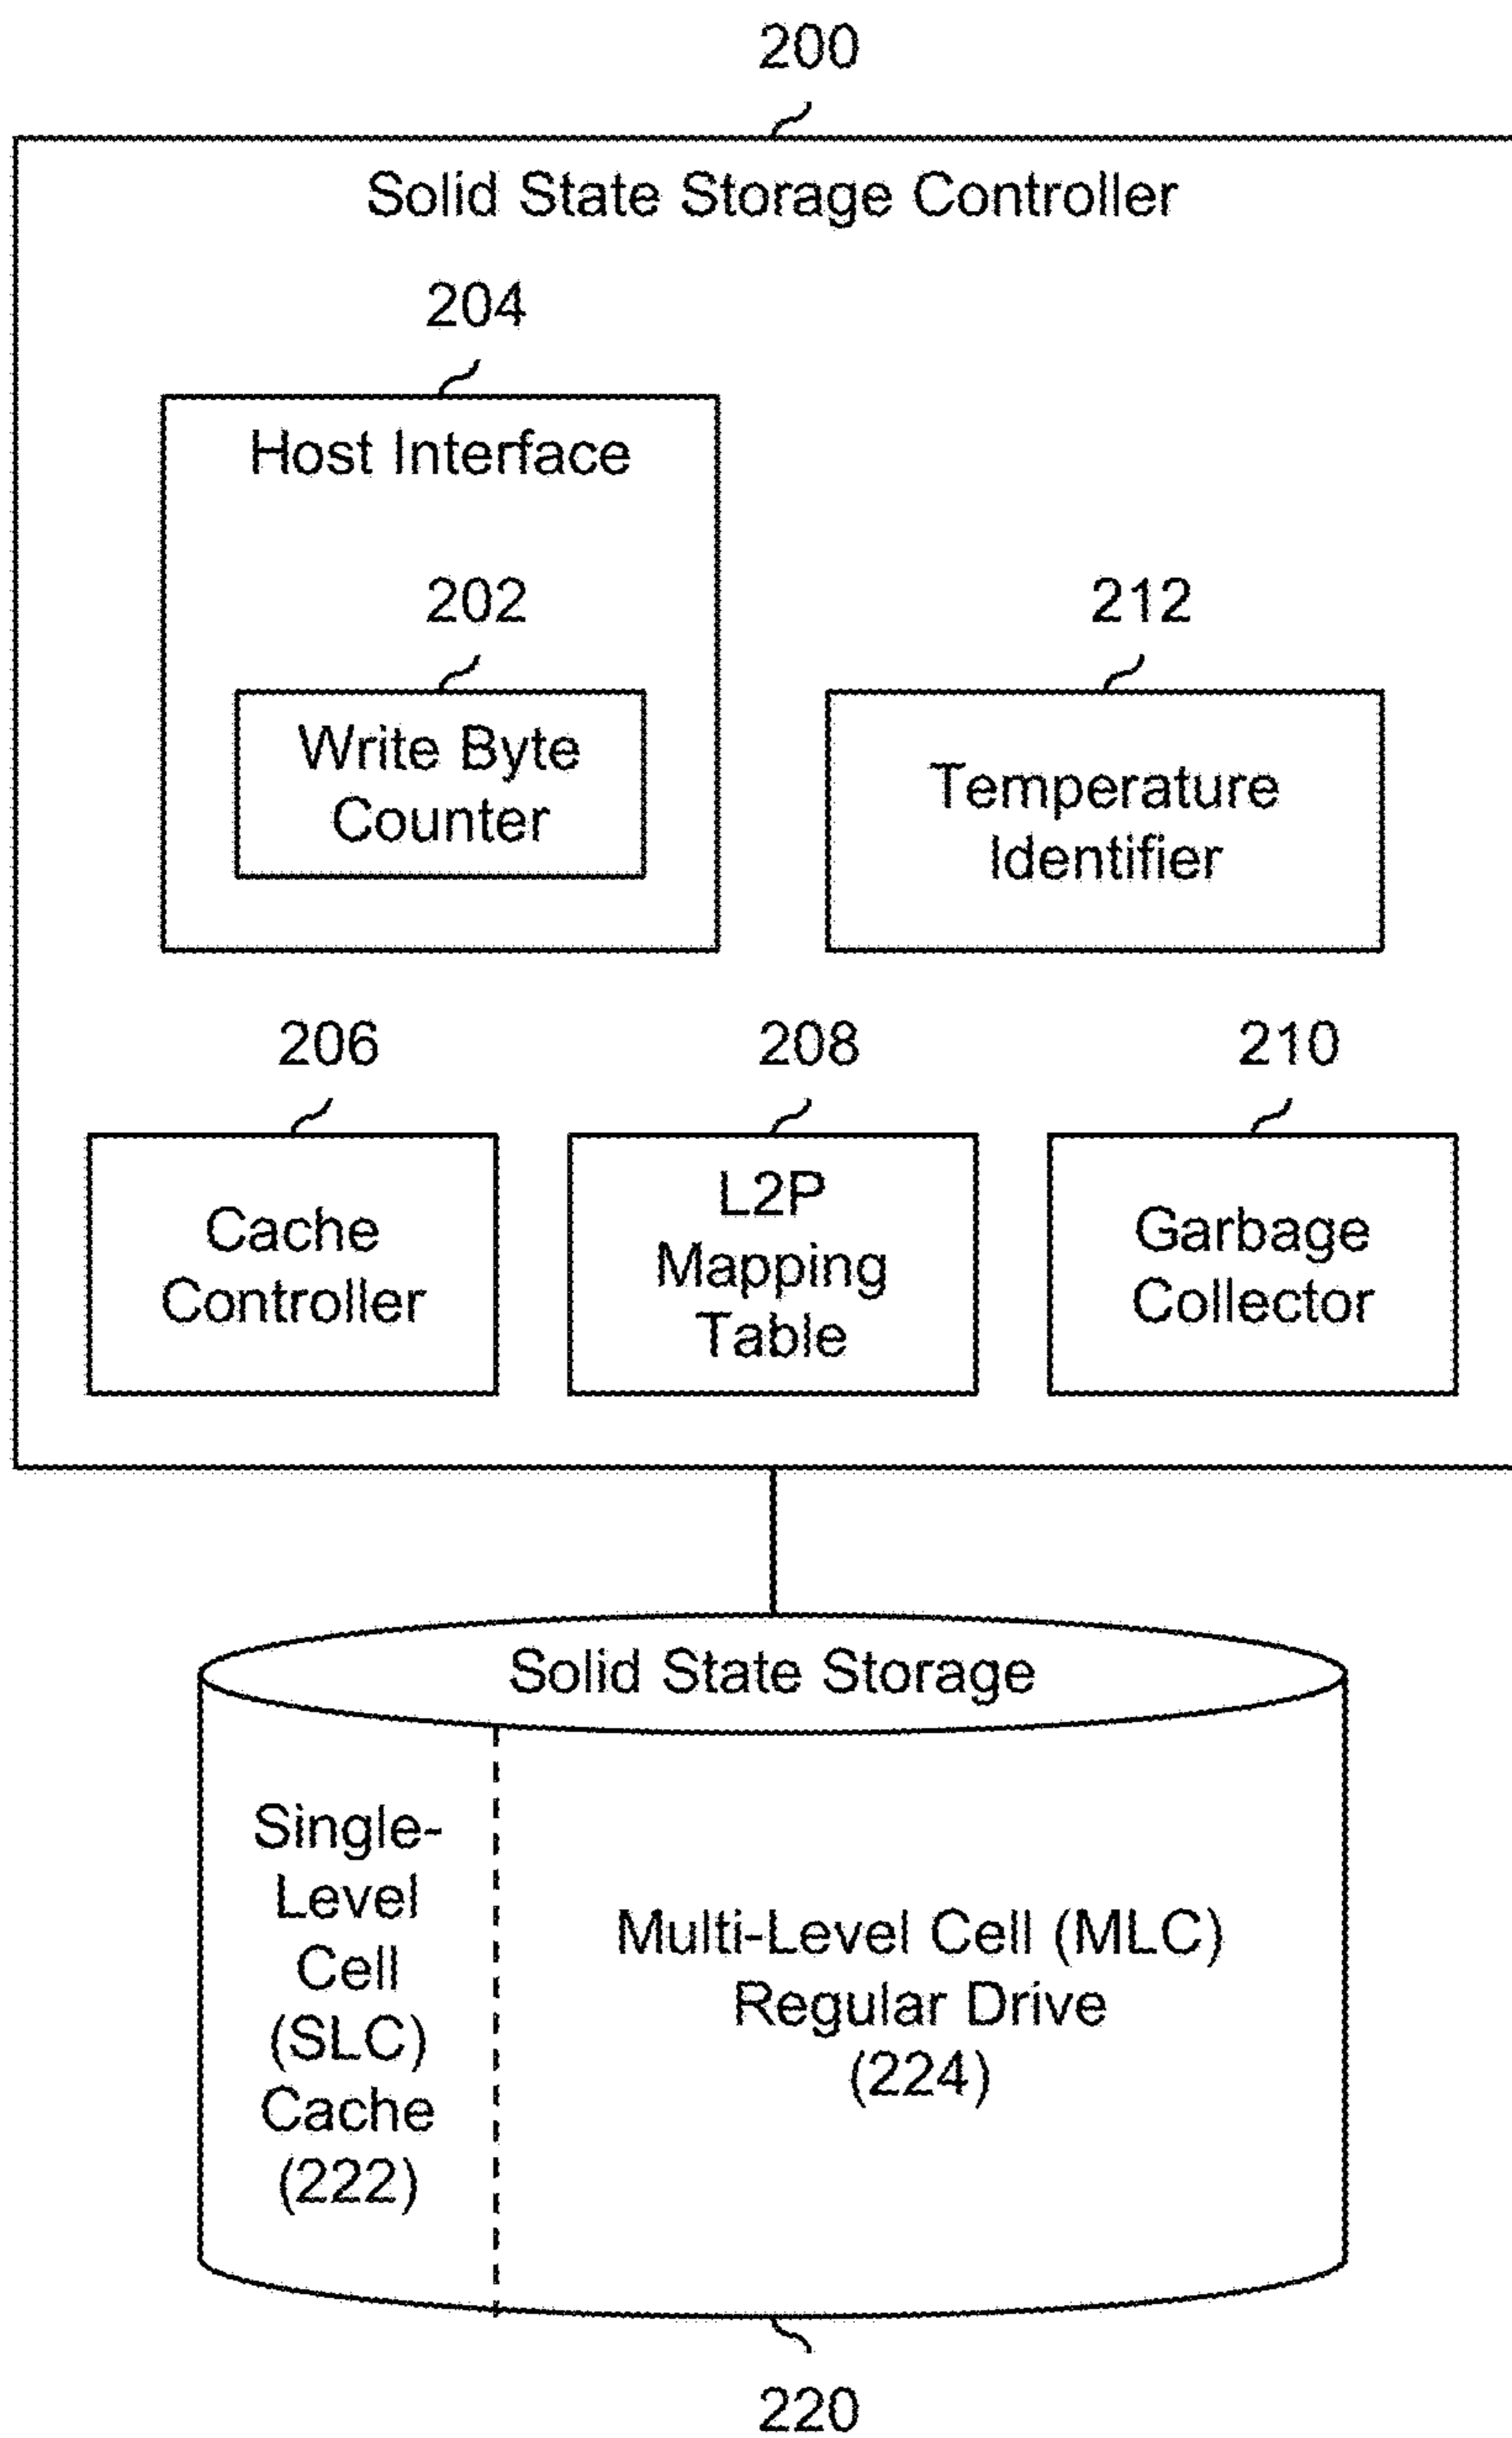 200
Solid State Storage Controller
204
Host Interface
202
Write Byte
Counter
212
Temperature
Identifier
206
Cache
Controller
208
L2P
Mapping
Table
210
Garbage
Collector
Solid State Storage
Single-
Level
Cell
(SLC)
Cache
(222)
Multi-Level Cell (MLC)
Regular Drive
(224)
220